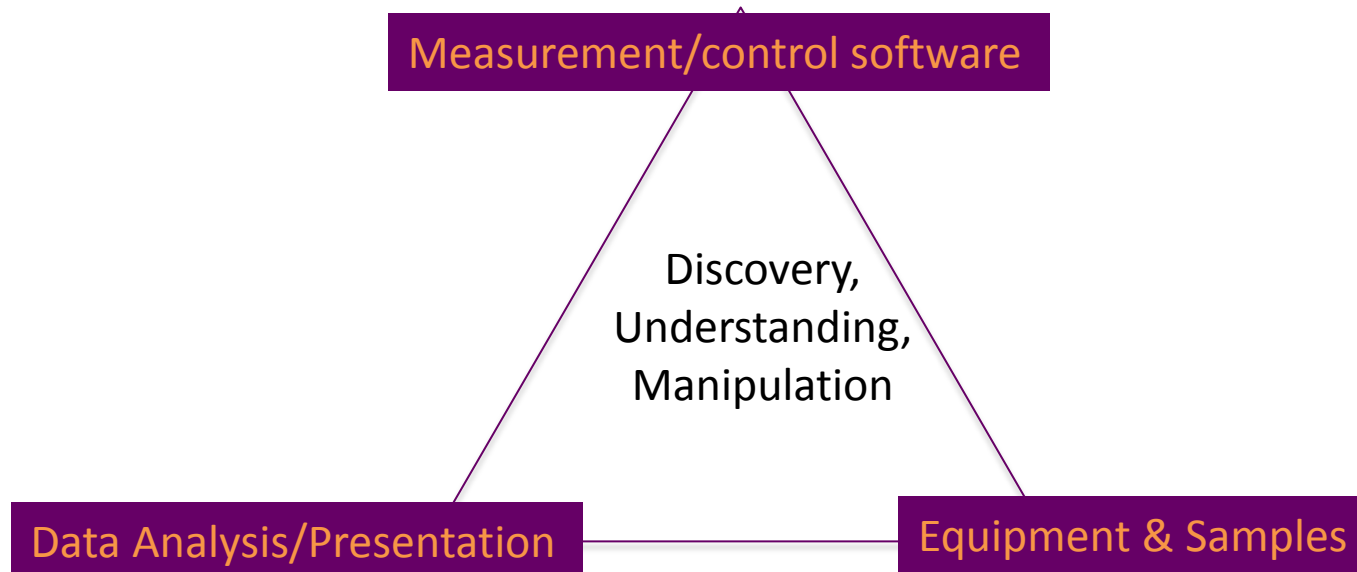 Measurement/control software
Discovery,
Understanding,
Manipulation
Data Analysis/Presentation
Equipment & Samples